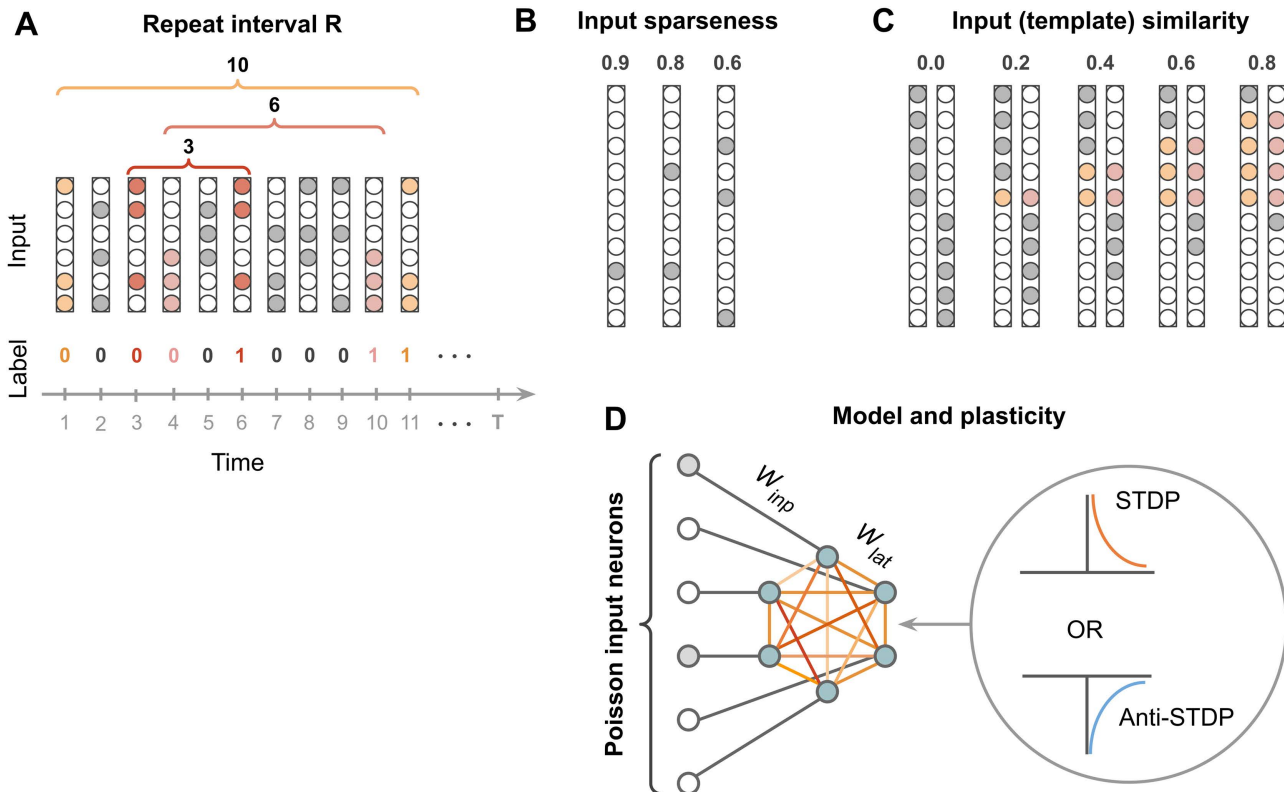 A
Repeat interval R
10
6
3
Input
Label
0 0 0 0 0 1 0 0 0 1 1 . . .
1 2 3 4 5 6 7 8 9 10 11 . . . T
Time
B
Input sparseness
0.9 0.8 0.6
C
Input (template) similarity
0.0 0.2 0.4 0.6 0.8
D
Model and plasticity
Poisson input neurons
W inp
W lat
STDP
OR
Anti-STDP